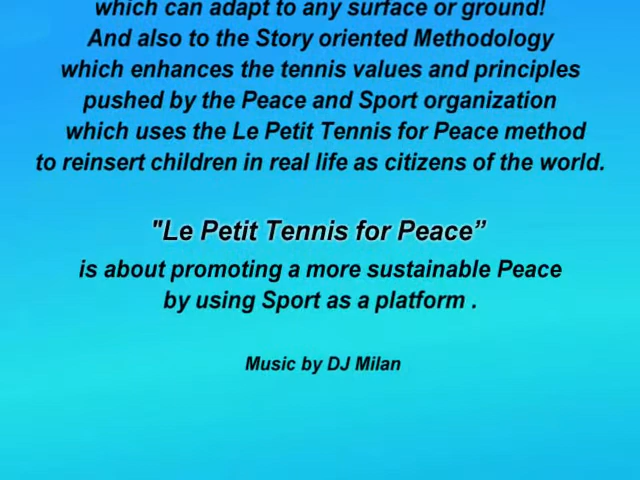 which can adapt to any surface or ground!
And also to the Story oriented Methodology
which enhances the tennis values and principles
pushed by the Peace and Sport organization
which uses the Le Petit Tennis for Peace method
to reinsert children in real life as citizens of the world.
"Le Petit Tennis for Peace”
is about promoting a more sustainable Peace
by using Sport as a platform .
Music by DJ Milan